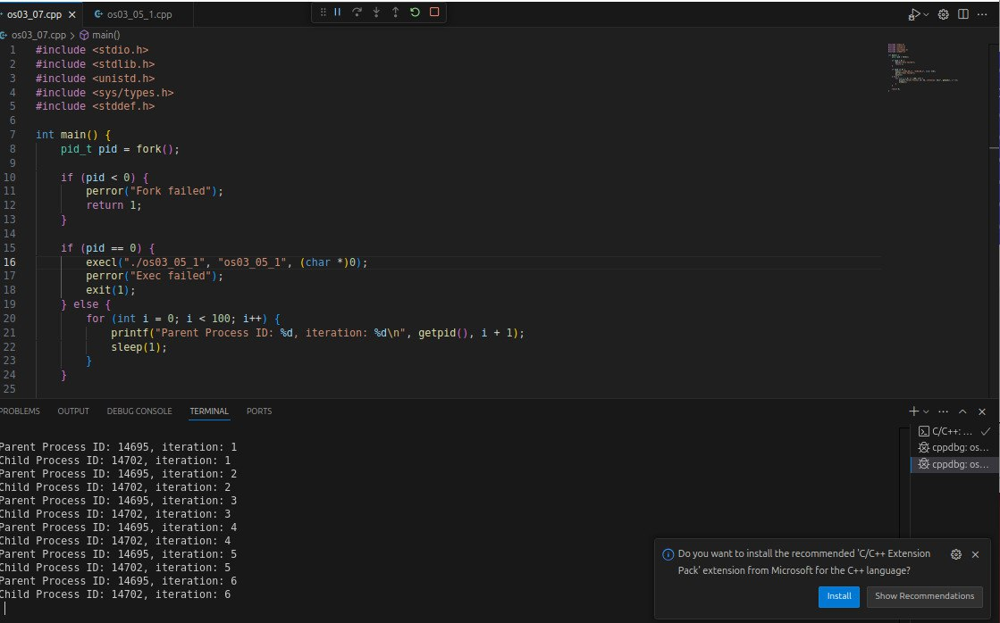 os03_07.cpp
os03_05_1.cpp
os03_07.cpp > main()
1 #include <stdio.h>
2 #include <stdlib.h>
3 #include <unistd.h>
4 #include <sys/types.h>
5 #include <stddef.h>
6
7 int main() {
8 pid_t pid = fork();
9
10 if (pid < 0) {
11 perror("Fork failed");
12 return 1;
13 }
14
15 if (pid == 0) {
16 execl("./os03_05_1", "os03_05_1", (char *)0);
17 perror("Exec failed");
18 exit(1);
19 } else {
20 for (int i = 0; i < 100; i++) {
21 printf("Parent Process ID: %d, iteration: %d\n", getpid(), i + 1);
22 sleep(1);
23 }
24 }
25
PROBLEMS OUTPUT DEBUG CONSOLE TERMINAL PORTS
Parent Process ID: 14695, iteration: 1
Child Process ID: 14702, iteration: 1
Parent Process ID: 14695, iteration: 2
Child Process ID: 14702, iteration: 2
Parent Process ID: 14695, iteration: 3
Child Process ID: 14702, iteration: 3
Parent Process ID: 14695, iteration: 4
Child Process ID: 14702, iteration: 4
Parent Process ID: 14695, iteration: 5
Child Process ID: 14702, iteration: 5
Parent Process ID: 14695, iteration: 6
Child Process ID: 14702, iteration: 6
C/C++: ...
cppdbg: os...
cppdbg: os...
Do you want to install the recommended 'C/C++ Extension
Pack' extension from Microsoft for the C++ language?
Install
Show Recommendations